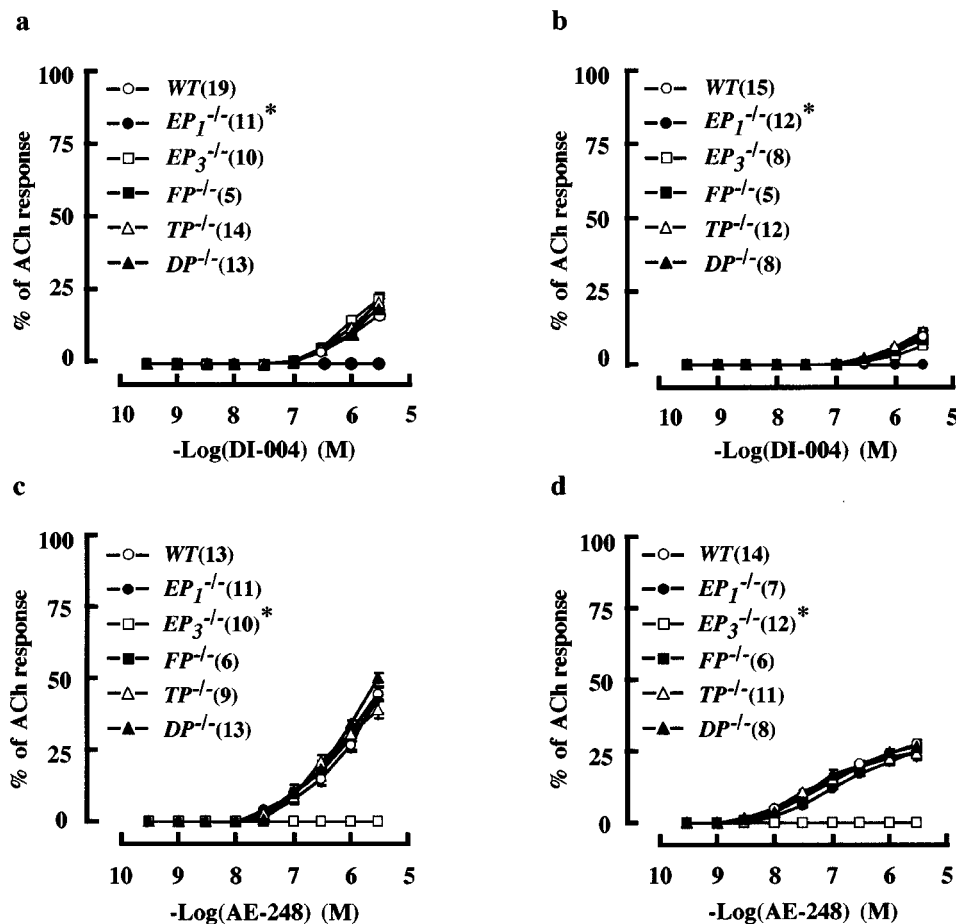 a
100
75
50
25
0
% of ACh response
WT(19)
EP1-/-(11)*
EP3-/-(10)
FP-/-(5)
TP-/-(14)
DP-/-(13)
10 9 8 7 6 5
-Log(DI-004) (M)
b
100
75
50
25
0
% of ACh response
WT(15)
EP1-/-(12)*
EP3-/-(8)
FP-/-(5)
TP-/-(12)
DP-/-(8)
10 9 8 7 6 5
-Log(DI-004) (M)
c
100
75
50
25
0
% of ACh response
WT(13)
EP1-/-(11)
EP3-/-(10)*
FP-/-(6)
TP-/-(9)
DP-/-(13)
10 9 8 7 6 5
-Log(AE-248) (M)
d
100
75
50
25
0
% of ACh response
WT(14)
EP1-/-(7)
EP3-/-(12)*
FP-/-(6)
TP-/-(11)
DP-/-(8)
10 9 8 7 6 5
-Log(AE-248) (M)